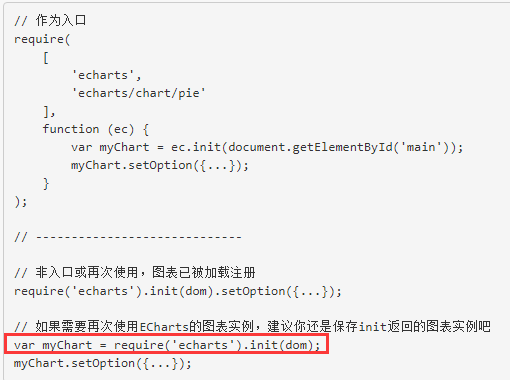 // 作为入口
require(
    [
        'echarts',
        'echarts/chart/pie'
    ],
    function (ec) {
        var myChart = ec.init(document.getElementById('main'));
        myChart.setOption({...});
    }
);
// -----------------------------
// 非入口或再次使用，图表已被加载注册
require('echarts').init(dom).setOption({...});
// 如果需要再次使用ECharts的图表实例，建议你还是保存init返回的图表实例吧
var myChart = require('echarts').init(dom);
myChart.setOption({...});